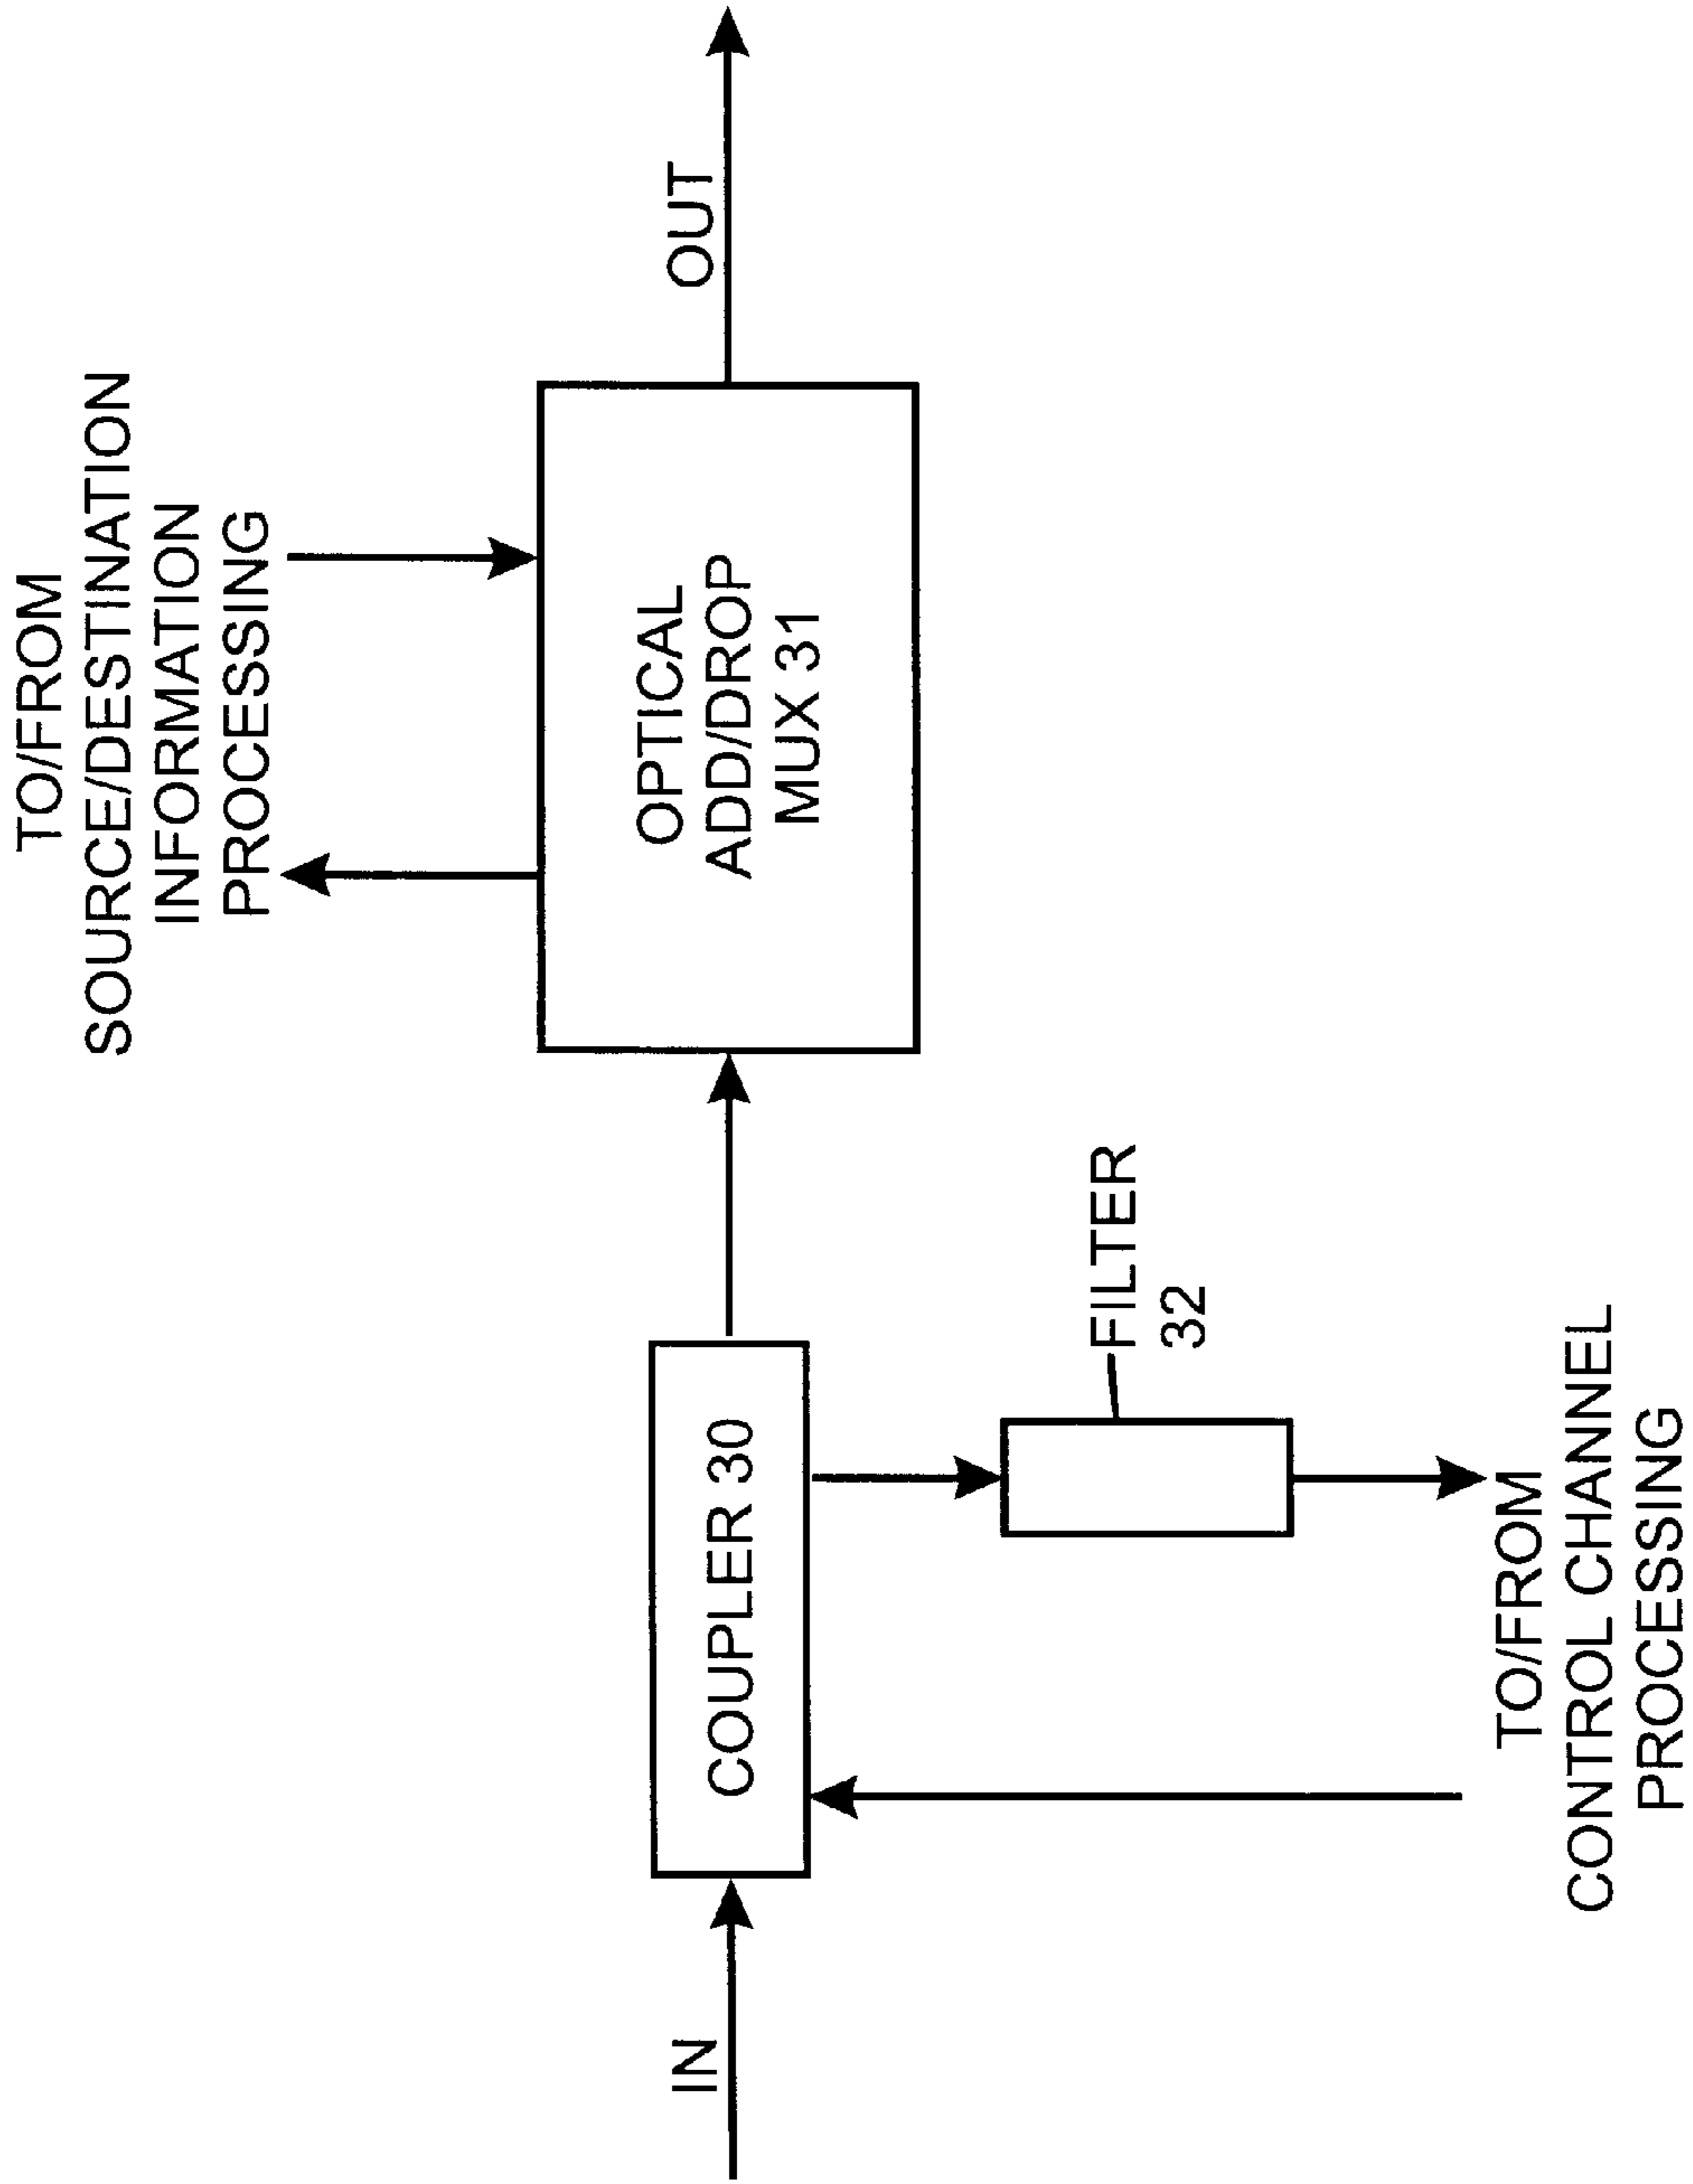 TO/FROM
SOURCE/DESTINATION
INFORMATION
PROCESSING
IN
COUPLER 30
OPTICAL
ADD/DROP
MUX 31
OUT
FILTER
32
TO/FROM
CONTROL CHANNEL
PROCESSING